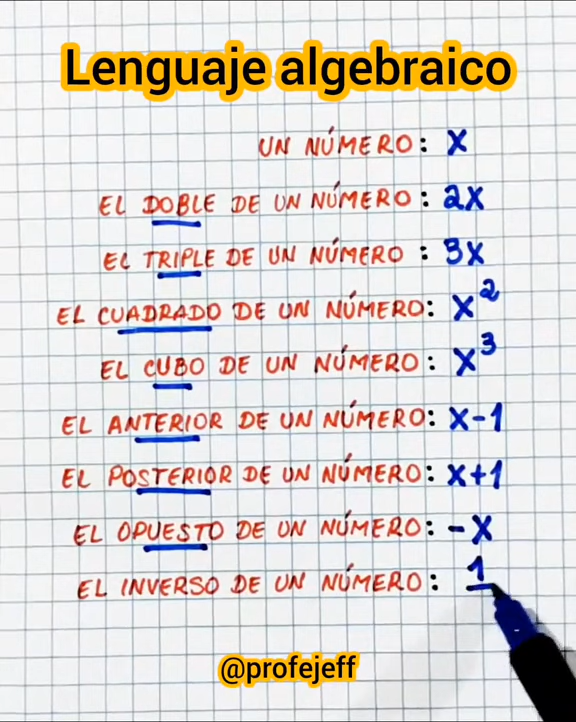 Lenguaje algebraico
UN NÚMERO: x
EL DOBLE DE UN NÚMERO: 2x
EL TRIPLE DE UN NÚMERO : 3x
EL CUADRADO DE UN NÚMERO: x²
EL CUBO DE UN NÚMERO: x³
EL ANTERIOR DE UN NÚMERO: x-1
EL POSTERIOR DE UN NÚMERO: x+1
EL OPUESTO DE UN NÚMERO: -x
EL INVERSO DE UN NÚMERO: 1
@profejeff